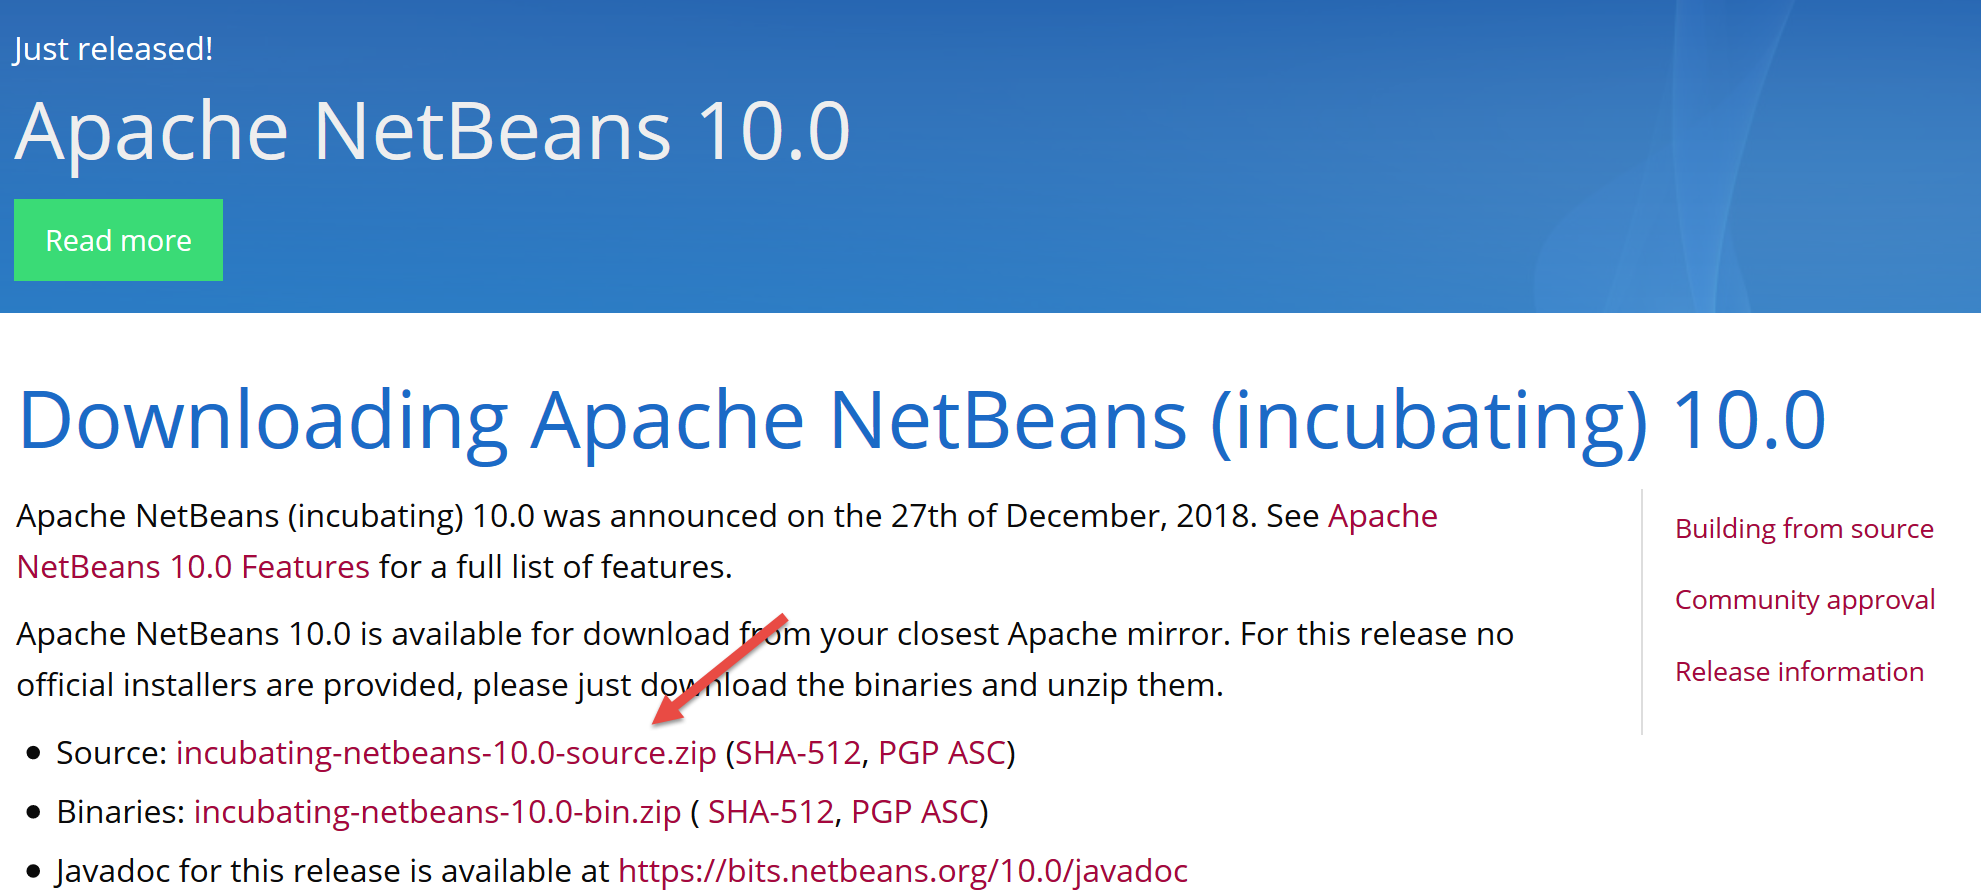 Just released!
Apache NetBeans 10.0
Read more
Downloading Apache NetBeans (incubating) 10.0
Apache NetBeans (incubating) 10.0 was announced on the 27th of December, 2018. See Apache
NetBeans 10.0 Features for a full list of features.
Apache NetBeans 10.0 is available for download from your closest Apache mirror. For this release no
official installers are provided, please just download the binaries and unzip them.
• Source: incubating-netbeans-10.0-source.zip (SHA-512, PGP ASC)
• Binaries: incubating-netbeans-10.0-bin.zip ( SHA-512, PGP ASC)
• Javadoc for this release is available at https://bits.netbeans.org/10.0/javadoc
Building from source
Community approval
Release information